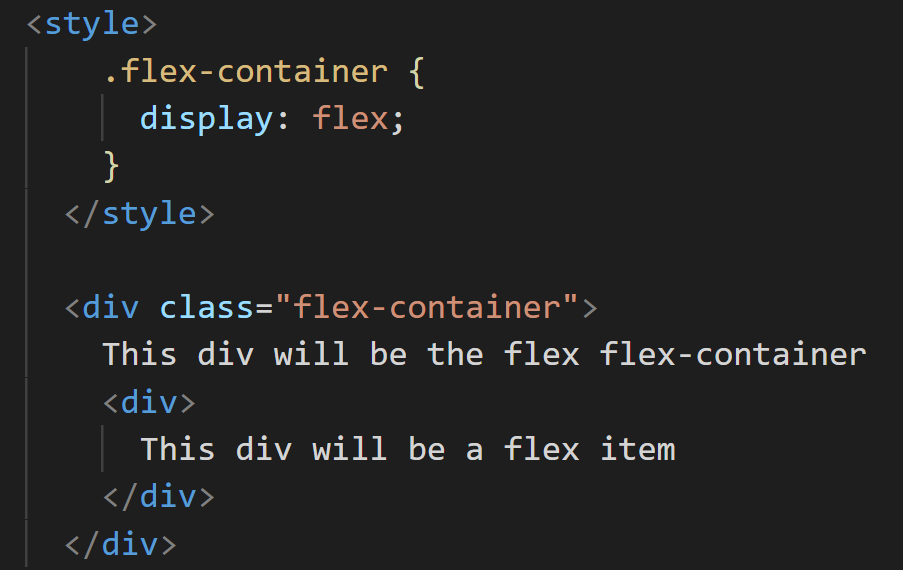 <style>
.flex-container {
display: flex;
}
</style>
<div class="flex-container">
This div will be the flex flex-container
<div>
This div will be a flex item
</div>
</div>